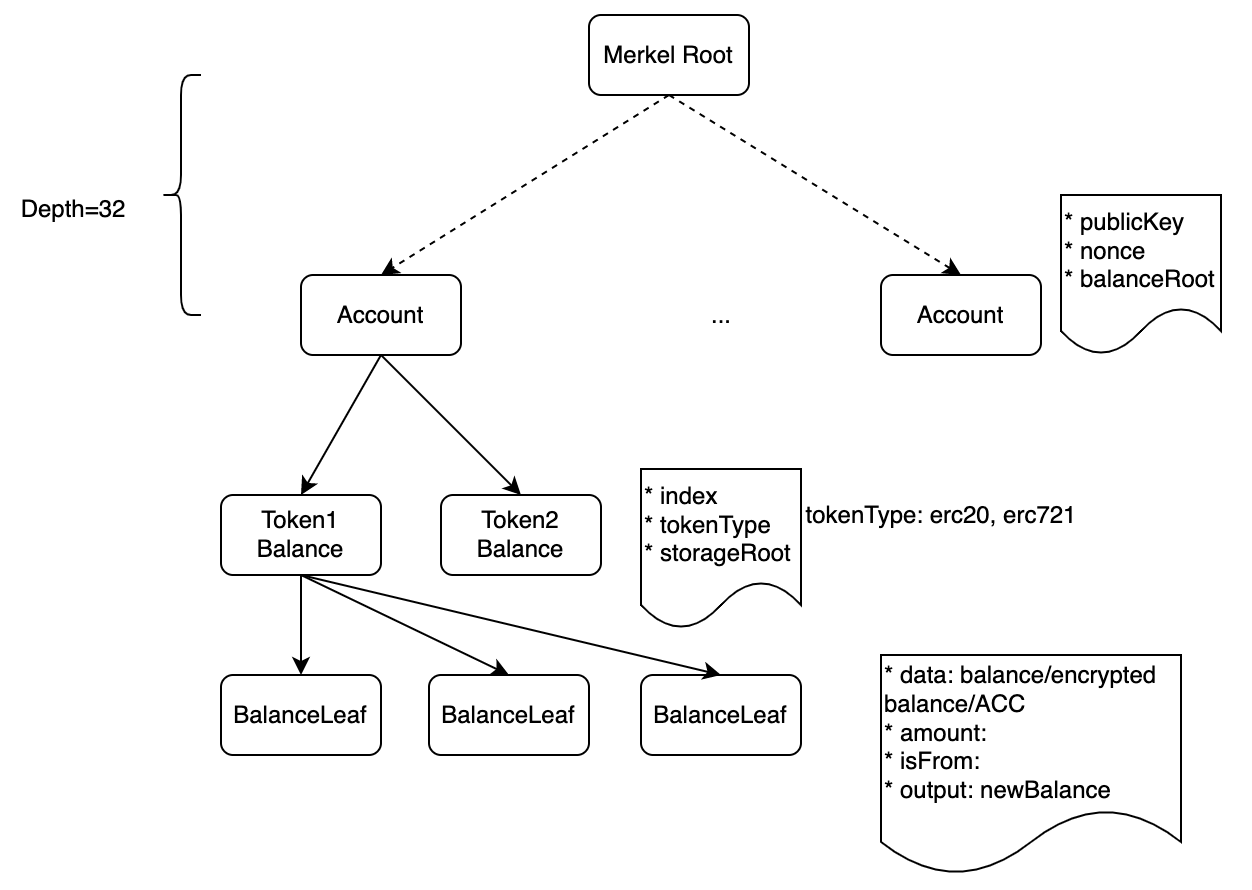 Merkel Root
Depth=32
* publicKey
* nonce
* balanceRoot
Account
...
Account
Token1
Balance
Token2
Balance
* index
* tokenType
* storageRoot
tokenType: erc20, erc721
BalanceLeaf
BalanceLeaf
BalanceLeaf
* data: balance/encrypted
balance/ACC
* amount:
* isFrom:
* output: newBalance